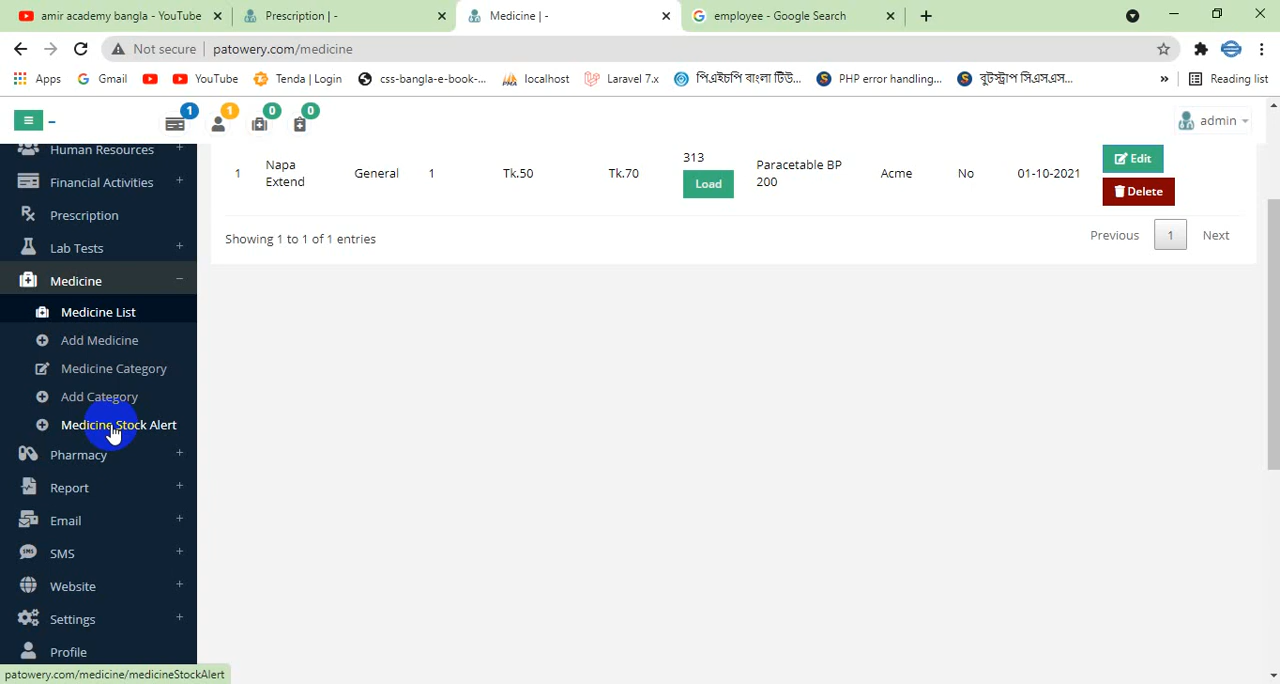 amir academy bangla - YouTube
Prescription | -
Medicine | -
employee - Google Search
Not secure
patowery.com/medicine
Apps
Gmail
YouTube
Tenda | Login
css-bangla-e-book-...
localhost
Laravel 7.x
পিএইচপি বাংলা টিউ...
PHP error handling...
বুটস্ট্রাপ সিএসএস...
»
Reading list
1
1
0
0
admin
Human Resources +
Financial Activities +
Prescription
Lab Tests +
Medicine −
Medicine List
Add Medicine
Medicine Category
Add Category
Medicine Stock Alert
Pharmacy +
Report +
Email +
SMS +
Website +
Settings +
Profile
1
Napa
Extend
General
1
Tk.50
Tk.70
313
Load
Paracetable BP
200
Acme
No
01-10-2021
Edit
Delete
Showing 1 to 1 of 1 entries
Previous 1 Next
patowery.com/medicine/medicineStockAlert